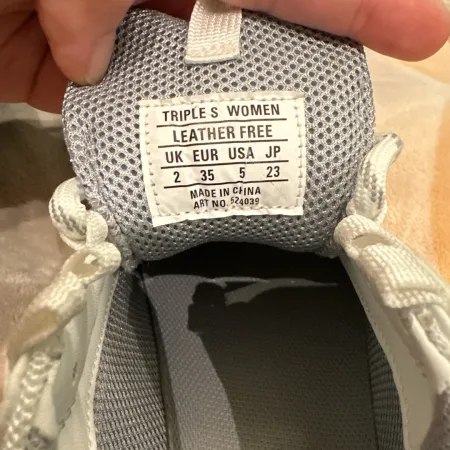 TRIPLE S WOMEN
LEATHER FREE
UK EUR USA JP
2 35 5 23
MADE IN CHINA
ART NO. 524039